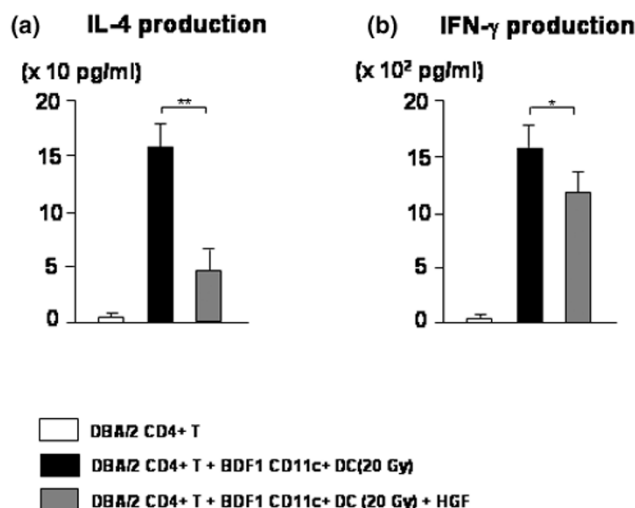 (a) IL-4 production
(x 10 pg/ml)
20
15
10
5
0
**
(b) IFN-γ production
(x 10² pg/ml)
20
15
10
5
0
*
DBA/2 CD4+ T
DBA/2 CD4+ T + BDF1 CD11c+ DC(20 Gy)
DBA/2 CD4+ T + BDF1 CD11c+ DC (20 Gy) + HGF